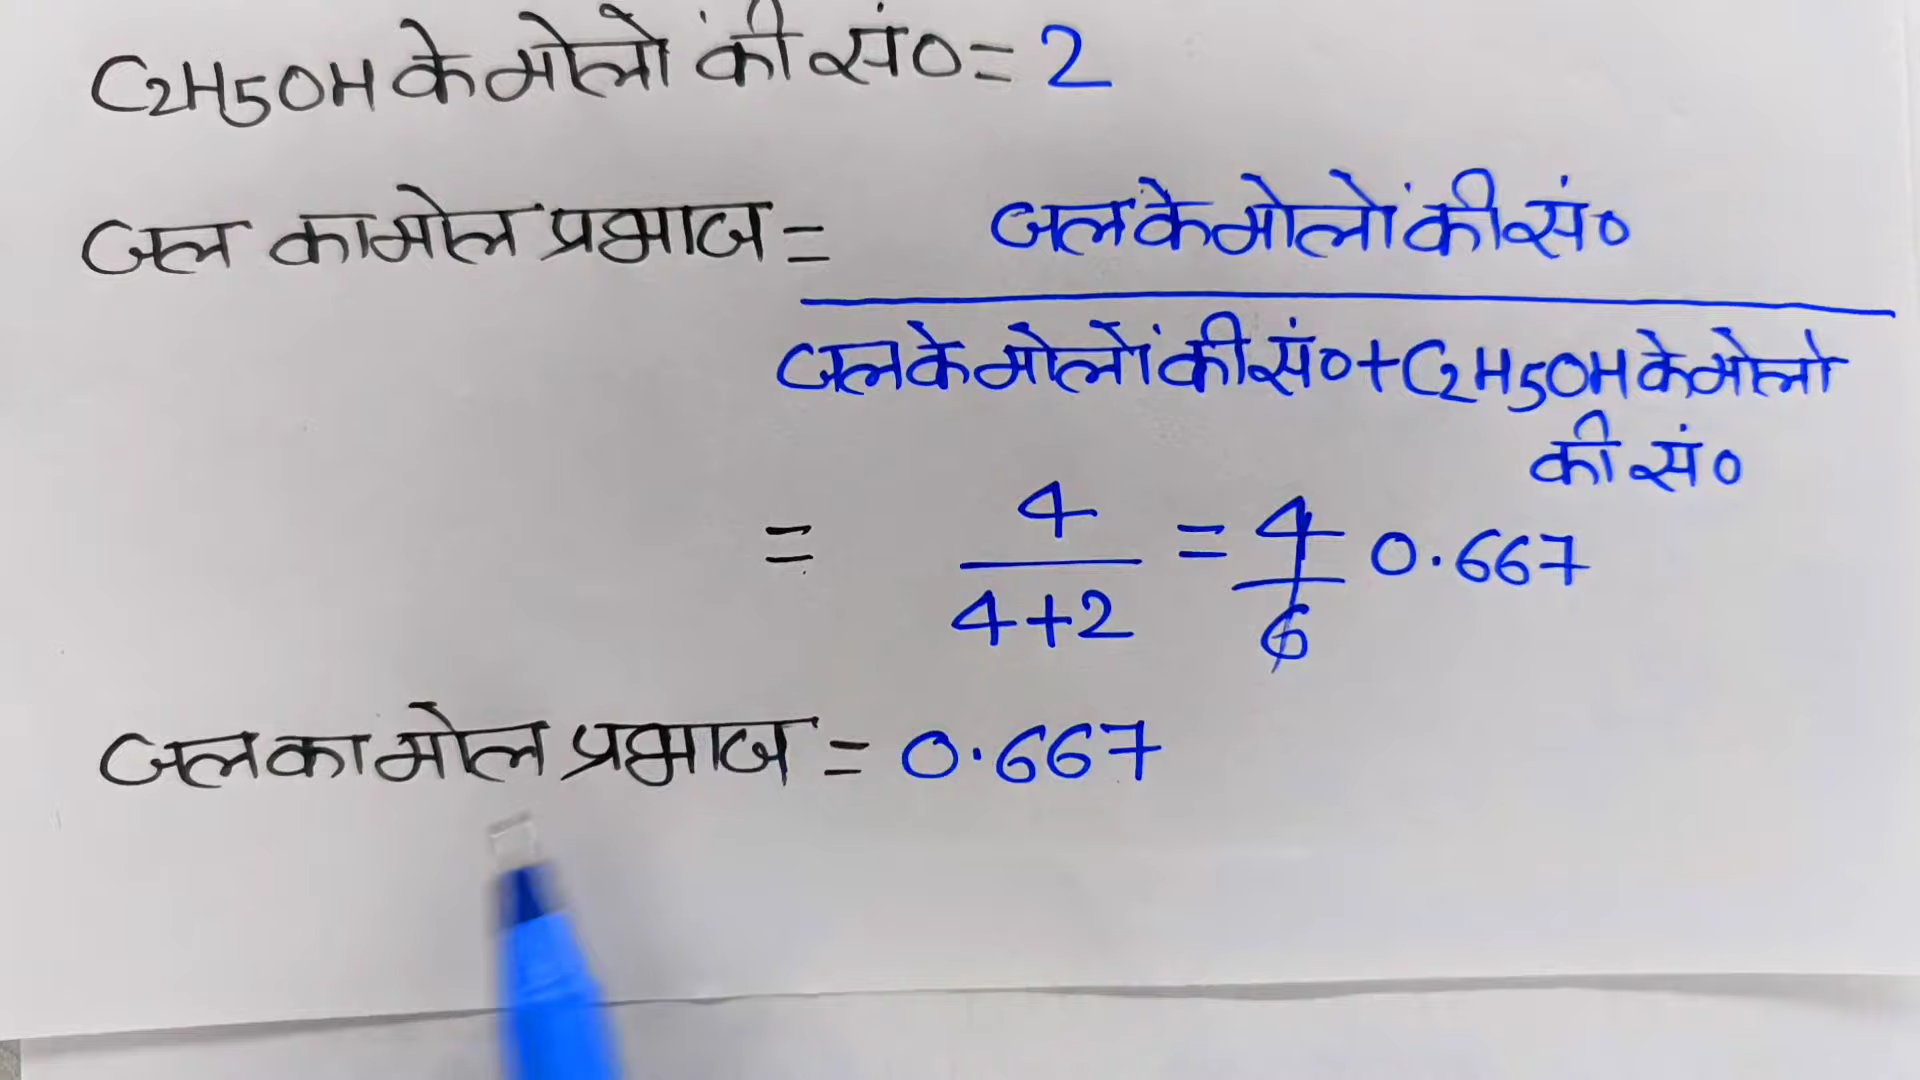 C2H5OH के मोलों की सं० = 2
जल का मोल प्रभाज = जल के मोलों की सं०
जल के मोलों की सं० + C2H5OH के मोलो
की सं०
= 4 / 4+2 = 4/6 0.667
जल का मोल प्रभाज = 0.667